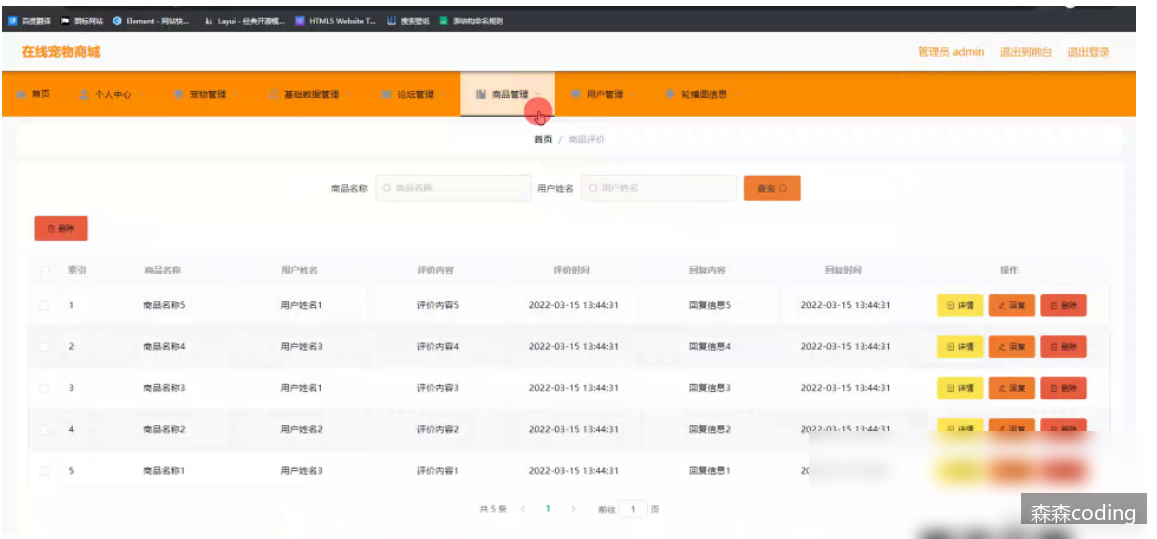 百度翻译 图标网站 Element - 网站快... Layui - 经典开源模... HTML5 Website T... 搜索壁纸
在线宠物商城 管理员 admin 退出到前台 退出登录
首页 个人中心 宠物管理 基础数据管理 论坛管理 商品管理 用户管理 轮播图信息
首页 / 商品评价
商品名称 商品名称 用户姓名 用户姓名 查询
删除
索引 商品名称 用户姓名 评价内容 评价时间 回复内容 回复时间 操作
1 商品名称5 用户姓名1 评价内容5 2022-03-15 13:44:31 回复信息5 2022-03-15 13:44:31 详情 回复 删除
2 商品名称4 用户姓名3 评价内容4 2022-03-15 13:44:31 回复信息4 2022-03-15 13:44:31 详情 回复 删除
3 商品名称3 用户姓名1 评价内容3 2022-03-15 13:44:31 回复信息3 2022-03-15 13:44:31 详情 回复 删除
4 商品名称2 用户姓名2 评价内容2 2022-03-15 13:44:31 回复信息2 2022-03-15 13:44:31 详情 回复 删除
5 商品名称1 用户姓名3 评价内容1 2022-03-15 13:44:31 回复信息1 20
共 5 条 1 前往 1 页
森森coding